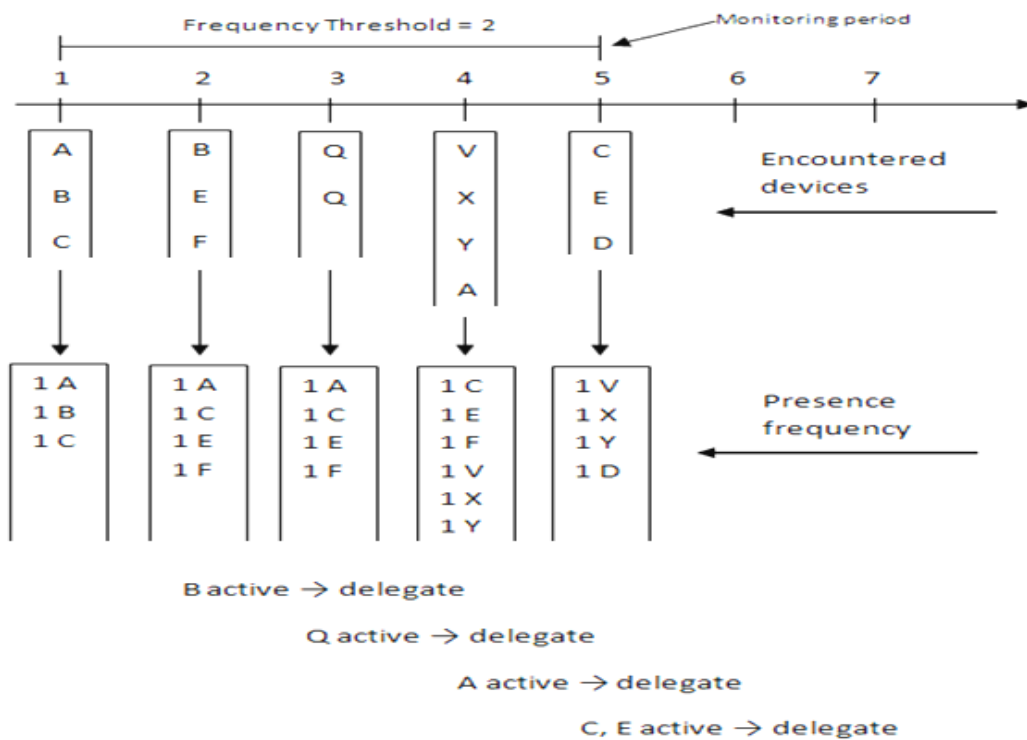 Frequency Threshold = 2
Monitoring period
1 2 3 4 5 6 7
A B Q V C
B E Q X E
C F Y D
A
Encountered
devices
1 A 1 A 1 A 1 C 1 V
1 B 1 C 1 C 1 E 1 X
1 C 1 E 1 E 1 F 1 Y
1 F 1 F 1 V 1 D
1 X
1 Y
Presence
frequency
B active → delegate
Q active → delegate
A active → delegate
C, E active → delegate